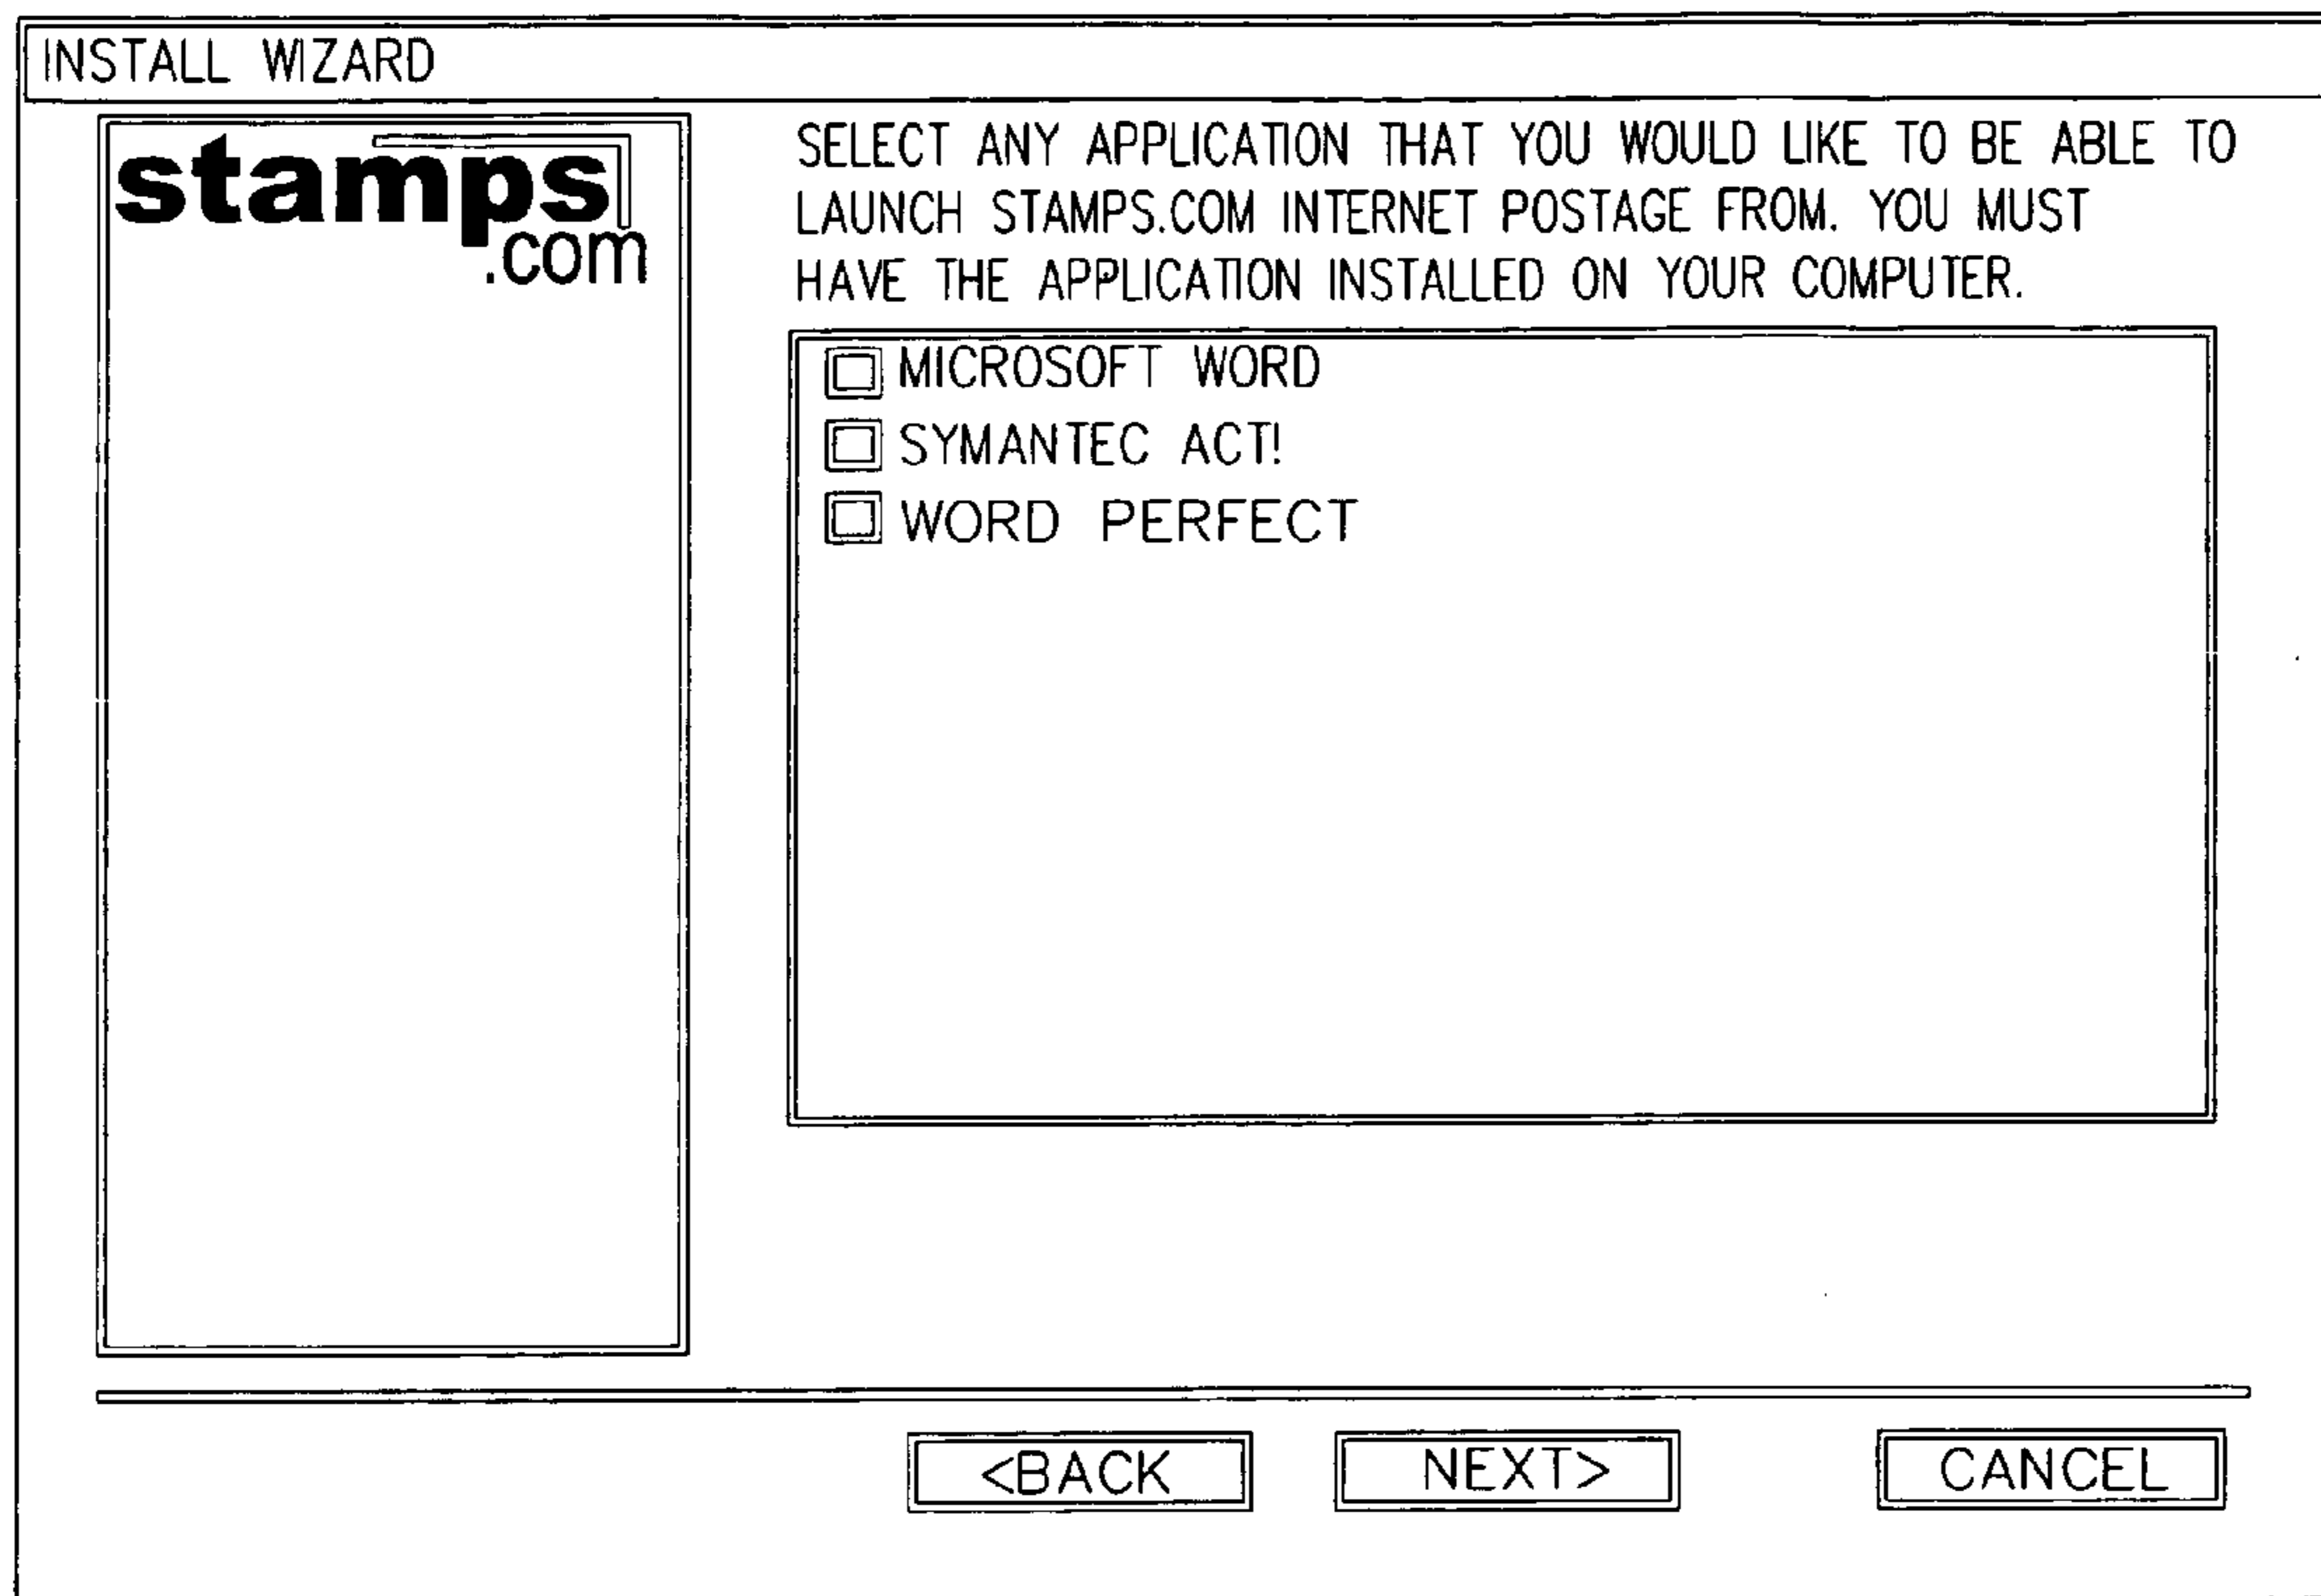 INSTALL WIZARD
stamps
.com
SELECT ANY APPLICATION THAT YOU WOULD LIKE TO BE ABLE TO
LAUNCH STAMPS.COM INTERNET POSTAGE FROM. YOU MUST
HAVE THE APPLICATION INSTALLED ON YOUR COMPUTER.
MICROSOFT WORD
SYMANTEC ACT!
WORD PERFECT
<BACK NEXT> CANCEL